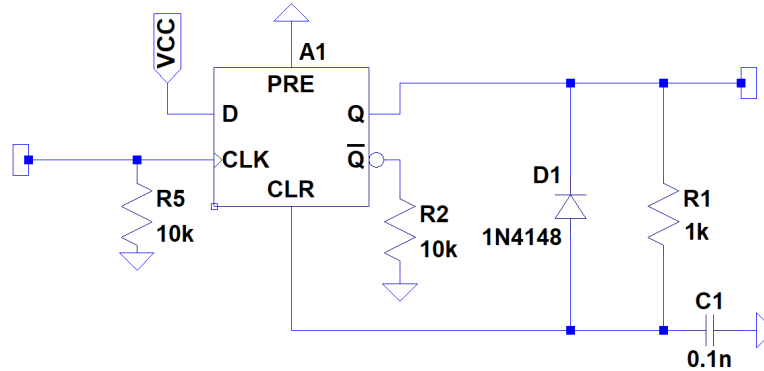 VCC
A1
PRE
D
Q
CLK
Q̅
CLR
R5
10k
R2
10k
D1
1N4148
R1
1k
C1
0.1n